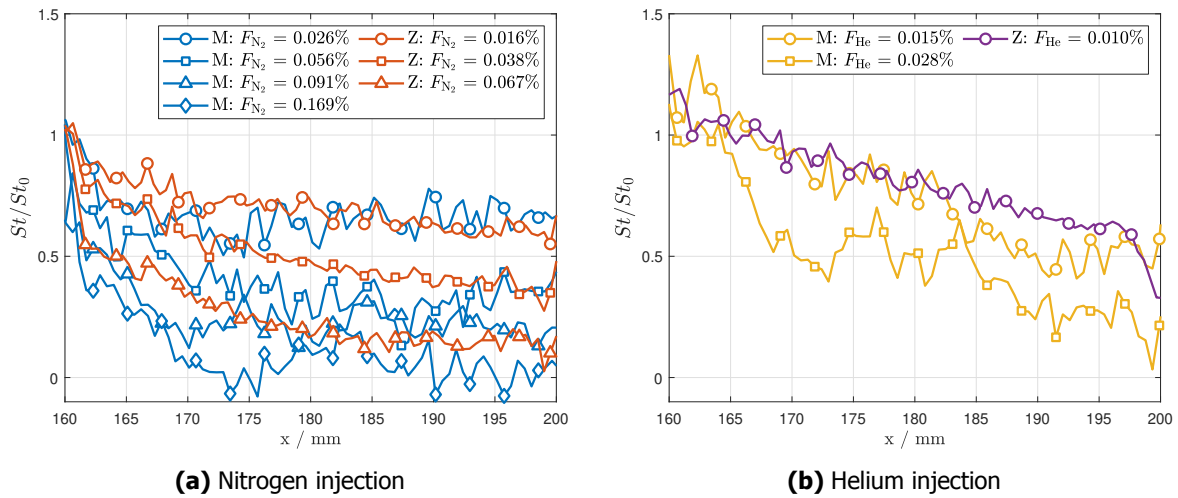 M: F_N₂ = 0.026%
M: F_N₂ = 0.056%
M: F_N₂ = 0.091%
M: F_N₂ = 0.169%
Z: F_N₂ = 0.016%
Z: F_N₂ = 0.038%
Z: F_N₂ = 0.067%
St/St₀
1.5
1
0.5
0
160 165 170 175 180 185 190 195 200
x / mm
(a) Nitrogen injection
M: F_He = 0.015%
M: F_He = 0.028%
Z: F_He = 0.010%
St/St₀
1.5
1
0.5
0
160 165 170 175 180 185 190 195 200
x / mm
(b) Helium injection